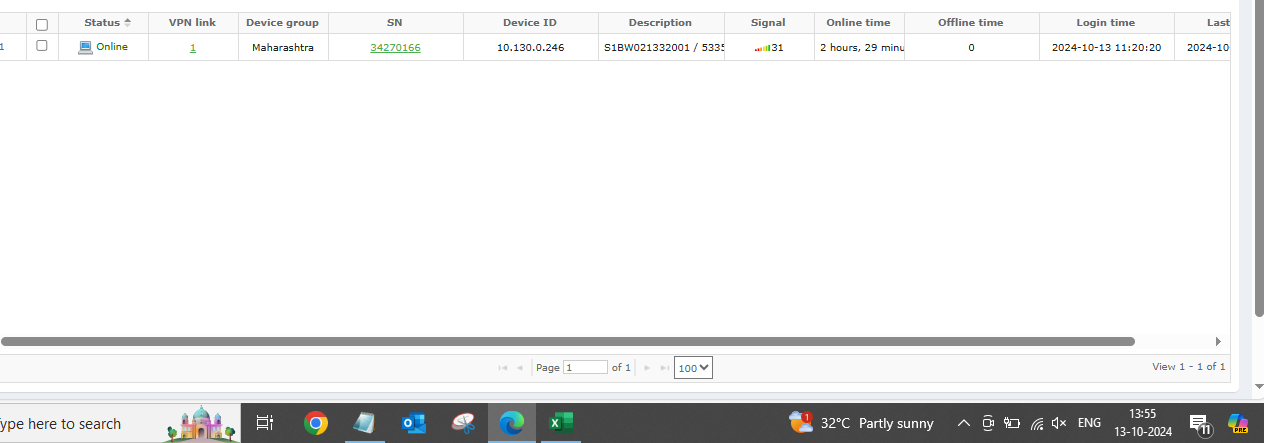 Status VPN link Device group SN Device ID Description Signal Online time Offline time Login time Last
1 Online 1 Maharashtra 34270166 10.130.0.246 S1BW021332001 / 5335 31 2 hours, 29 minu 0 2024-10-13 11:20:20 2024-10
Page 1 of 1 100 View 1 - 1 of 1
ype here to search 1 32°C Partly sunny ENG 13:55 11 PRE
13-10-2024